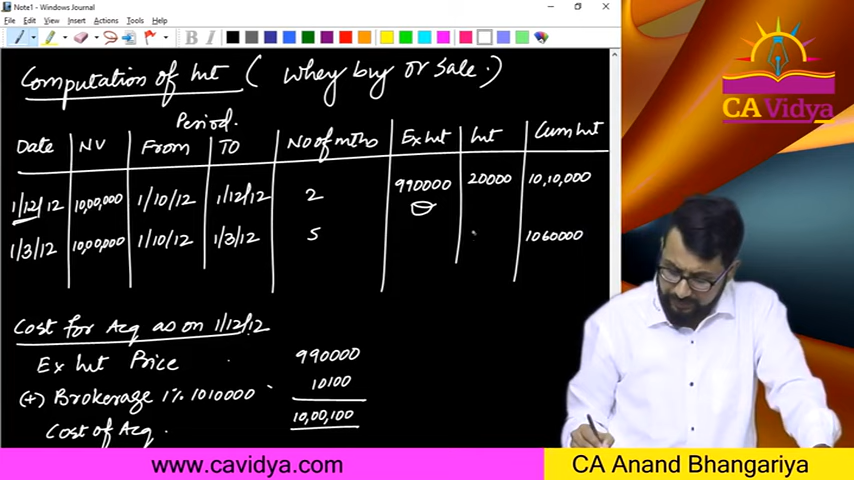 Note1 - Windows Journal
File Edit View Insert Actions Tools Help
Computation of Int ( whey buy or Sale. )
Period.
Date NV From To No of mths Ex Int Int Cum Int
1/12/12 10,00,000 1/10/12 1/12/12 2 990000 20000 10,10,000
1/3/12 10,00,000 1/10/12 1/3/12 5 1060000
Cost for Acq as on 1/12/12
Ex Int Price 990000
(+) Brokerage 1% 1010000 - 10100
Cost of Acq. 10,00,100
CA Vidya
www.cavidya.com
CA Anand Bhangariya